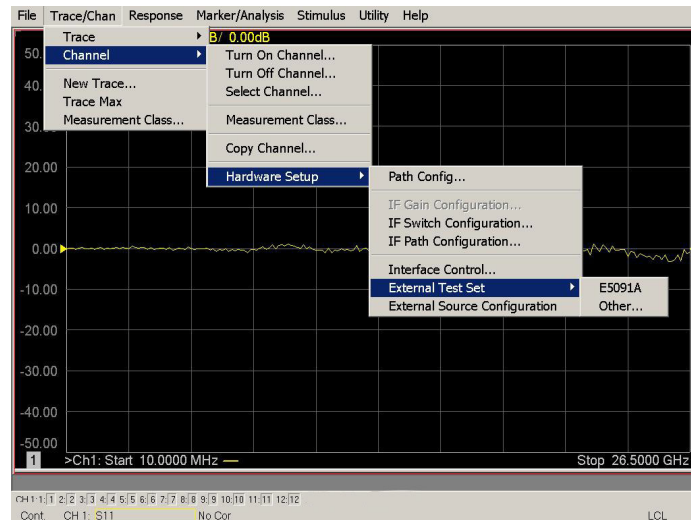 File Trace/Chan Response Marker/Analysis Stimulus Utility Help
B/ 0.00dB
Trace
Channel
New Trace...
Trace Max
Measurement Class...
Turn On Channel...
Turn Off Channel...
Select Channel...
Measurement Class...
Copy Channel...
Hardware Setup
Path Config...
IF Gain Configuration...
IF Switch Configuration...
IF Path Configuration...
Interface Control...
External Test Set
External Source Configuration
E5091A
Other...
50.
40.
30.00
20.00
10.00
0.00
-10.00
-20.00
-30.00
-40.00
-50.00
1 >Ch1: Start 10.0000 MHz — Stop 26.5000 GHz
CH 1-1: 1 2: 2 3: 3 4: 4 5: 5 6: 6 7: 7 8: 8 9: 9 10: 10 11: 11 12: 12
Cont. CH 1: S11 No Cor LCL